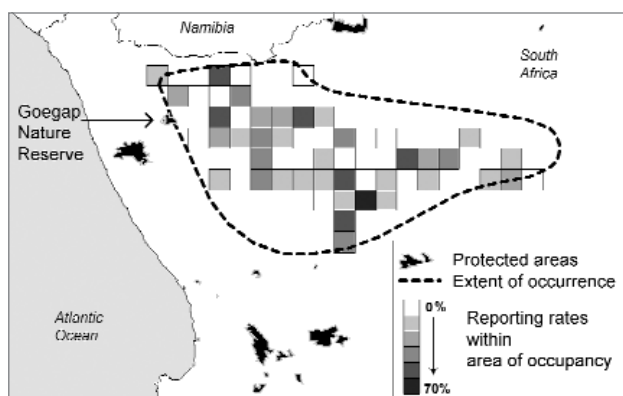 Namibia
South
Africa
Goegap
Nature
Reserve
Atlantic
Ocean
Protected areas
Extent of occurrence
0%
Reporting rates
within
area of occupancy
70%